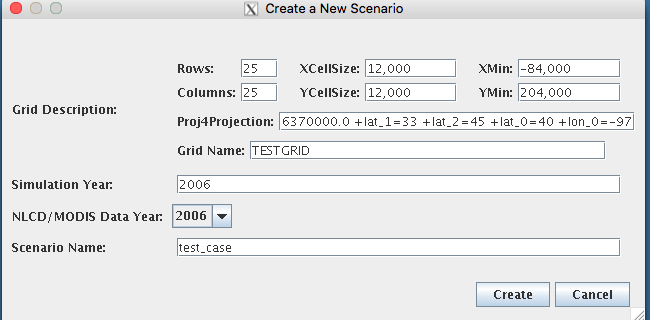 Create a New Scenario
Rows: 25 XCellSize: 12,000 XMin: -84,000
Grid Description:
Columns: 25 YCellSize: 12,000 YMin: 204,000
Proj4Projection: 6370000.0 +lat_1=33 +lat_2=45 +lat_0=40 +lon_0=-97
Grid Name: TESTGRID
Simulation Year: 2006
NLCD/MODIS Data Year: 2006
Scenario Name: test_case
Create Cancel